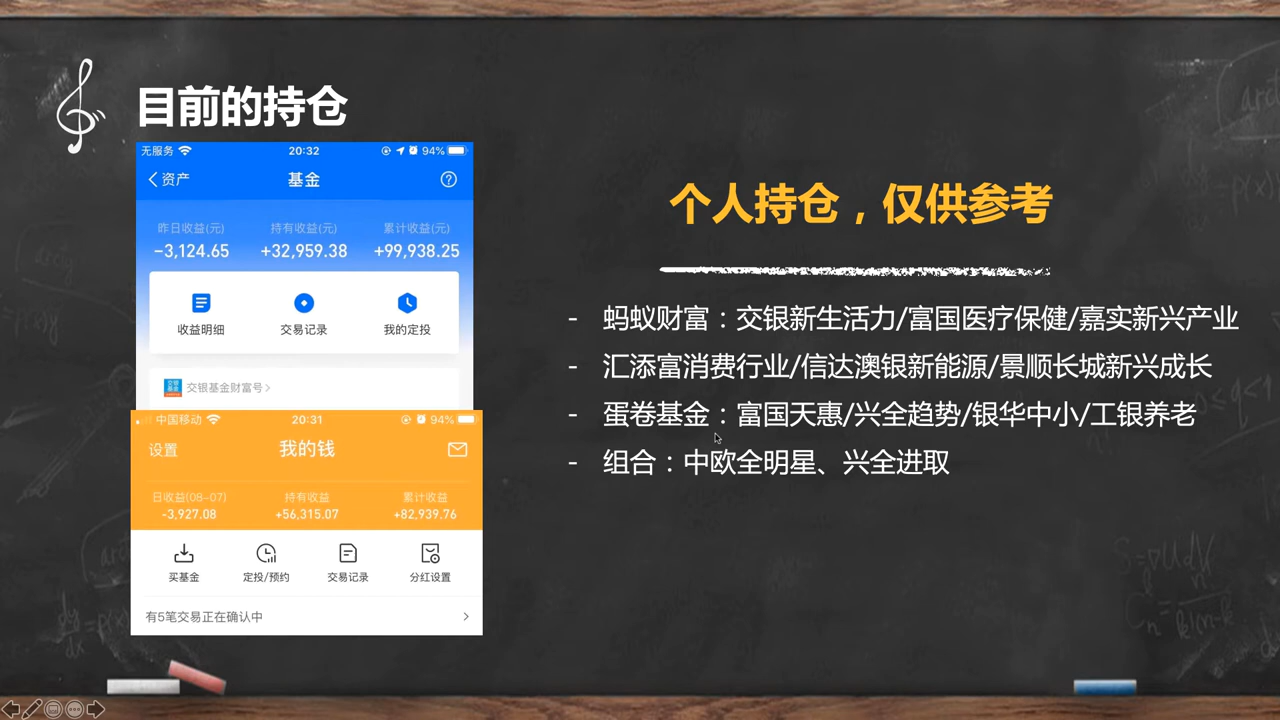 目前的持仓
无服务 20:32 94%
资产 基金
昨日收益(元) 持有收益(元) 累计收益(元)
-3,124.65 +32,959.38 +99,938.25
收益明细 交易记录 我的定投
交银基金 交银基金财富号
中国移动 20:31 94%
设置 我的钱
日收益(08-07) 持有收益 累计收益
-3,927.08 +56,315.07 +82,939.76
买基金 定投/预约 交易记录 分红设置
有5笔交易正在确认中
个人持仓，仅供参考
- 蚂蚁财富：交银新生活力/富国医疗保健/嘉实新兴产业
- 汇添富消费行业/信达澳银新能源/景顺长城新兴成长
- 蛋卷基金：富国天惠/兴全趋势/银华中小/工银养老
- 组合：中欧全明星、兴全进取